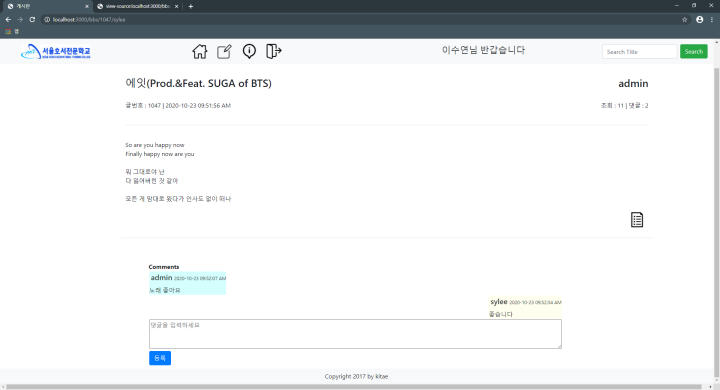 게시판
view-source:localhost:3000/bbs
localhost:3000/bbs/1047/sylee
앱
서울호서전문학교
이수연님 반갑습니다
Search Title
Search
에잇(Prod.&Feat. SUGA of BTS)
admin
글번호 : 1047 | 2020-10-23 09:51:56 AM
조회 : 11 | 댓글 : 2
So are you happy now
Finally happy now are you
뭐 그대로야 난
다 잃어버린 것 같아
모든 게 맘대로 왔다가 인사도 없이 떠나
Comments
admin 2020-10-23 09:52:07 AM
노래 좋아요
sylee 2020-10-23 09:52:34 AM
좋습니다
댓글을 입력하세요
등록
Copyright 2017 by kitae